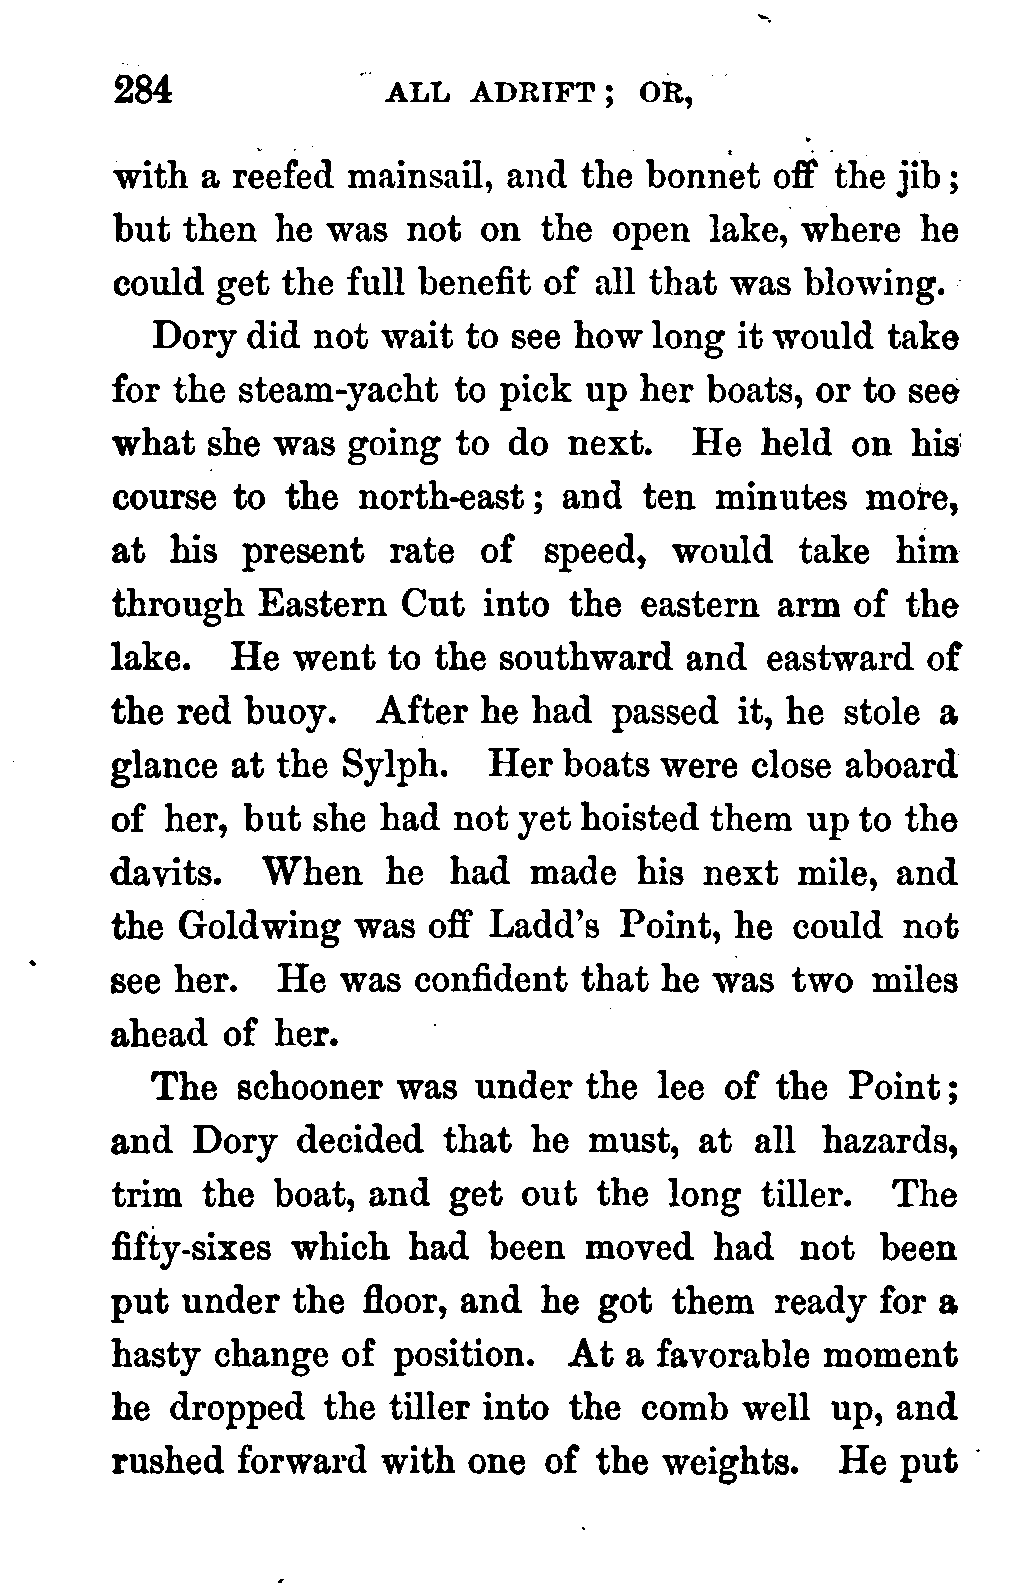 284 ALL ADRIFT; OR,
with a reefed mainsail, and the bonnet off the jib;
but then he was not on the open lake, where he
could get the full benefit of all that was blowing.
Dory did not wait to see how long it would take
for the steam-yacht to pick up her boats, or to see
what she was going to do next. He held on his
course to the north-east; and ten minutes more,
at his present rate of speed, would take him
through Eastern Cut into the eastern arm of the
lake. He went to the southward and eastward of
the red buoy. After he had passed it, he stole a
glance at the Sylph. Her boats were close aboard
of her, but she had not yet hoisted them up to the
davits. When he had made his next mile, and
the Goldwing was off Ladd's Point, he could not
see her. He was confident that he was two miles
ahead of her.
The schooner was under the lee of the Point;
and Dory decided that he must, at all hazards,
trim the boat, and get out the long tiller. The
fifty-sixes which had been moved had not been
put under the floor, and he got them ready for a
hasty change of position. At a favorable moment
he dropped the tiller into the comb well up, and
rushed forward with one of the weights. He put